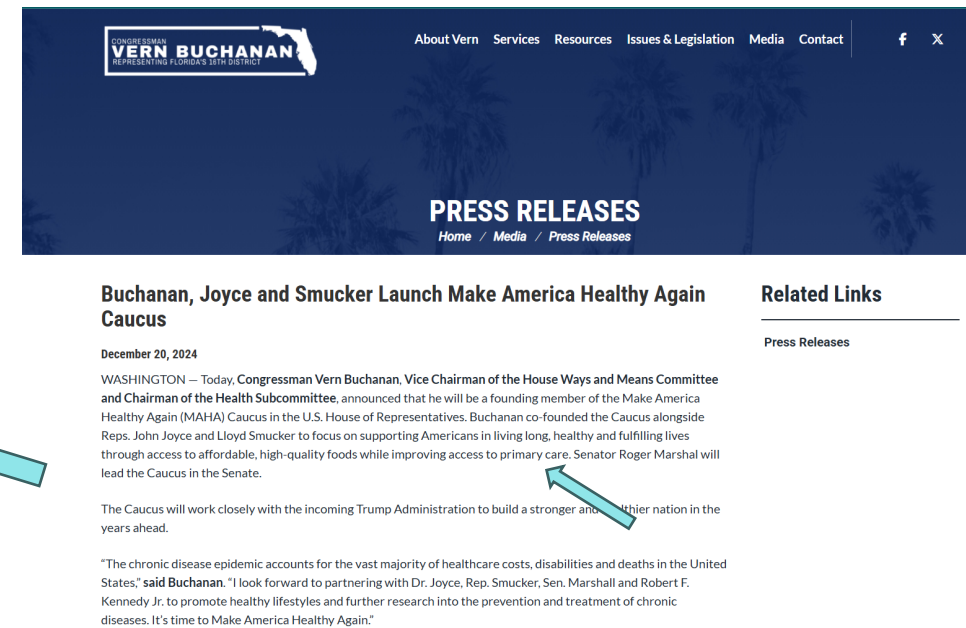 CONGRESSMAN
VERN BUCHANAN
REPRESENTING FLORIDA'S 16TH DISTRICT
About Vern Services Resources Issues & Legislation Media Contact f X
PRESS RELEASES
Home / Media / Press Releases
Buchanan, Joyce and Smucker Launch Make America Healthy Again
Caucus
December 20, 2024
WASHINGTON — Today, Congressman Vern Buchanan, Vice Chairman of the House Ways and Means Committee
and Chairman of the Health Subcommittee, announced that he will be a founding member of the Make America
Healthy Again (MAHA) Caucus in the U.S. House of Representatives. Buchanan co-founded the Caucus alongside
Reps. John Joyce and Lloyd Smucker to focus on supporting Americans in living long, healthy and fulfilling lives
through access to affordable, high-quality foods while improving access to primary care. Senator Roger Marshal will
lead the Caucus in the Senate.
The Caucus will work closely with the incoming Trump Administration to build a stronger and nation in the
years ahead.
“The chronic disease epidemic accounts for the vast majority of healthcare costs, disabilities and deaths in the United
States,” said Buchanan. “I look forward to partnering with Dr. Joyce, Rep. Smucker, Sen. Marshall and Robert F.
Kennedy Jr. to promote healthy lifestyles and further research into the prevention and treatment of chronic
diseases. It’s time to Make America Healthy Again.”
Related Links
Press Releases